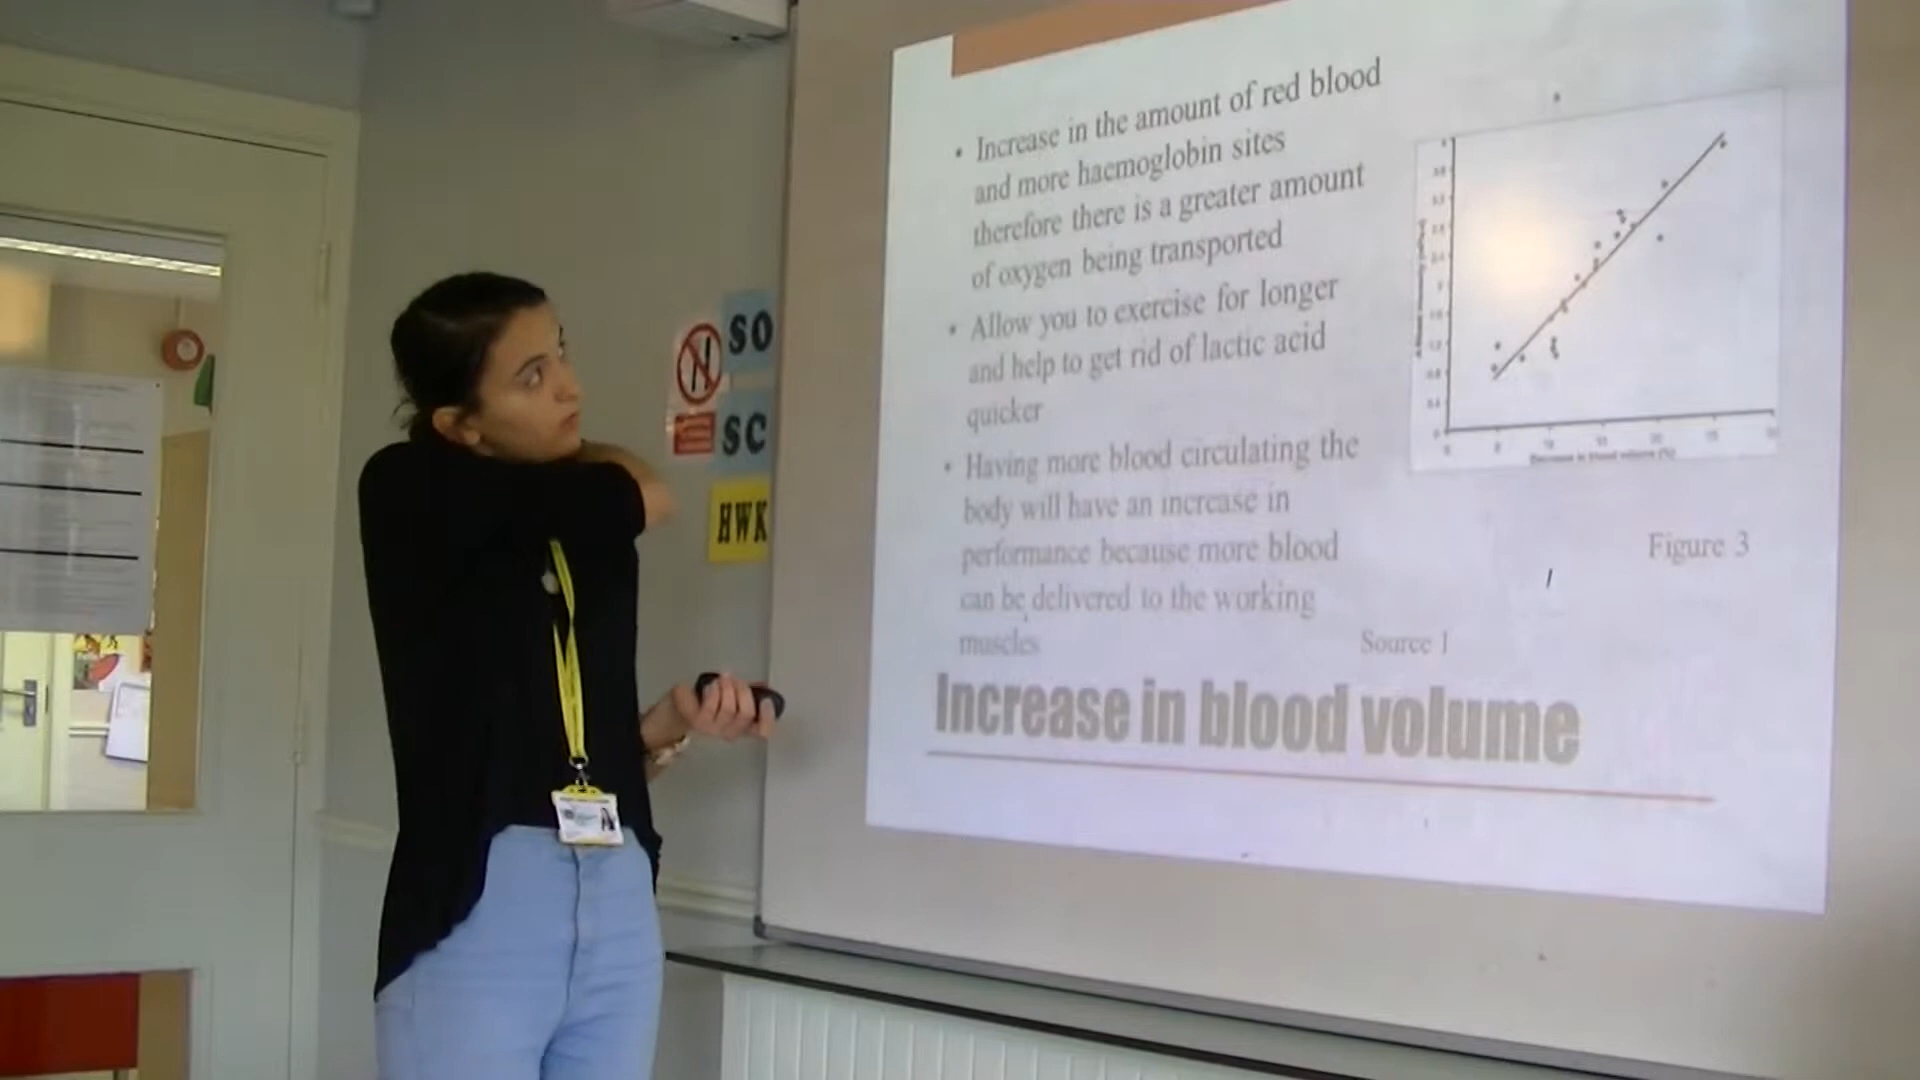 • Increase in the amount of red blood
and more haemoglobin sites
therefore there is a greater amount
of oxygen being transported
• Allow you to exercise for longer
and help to get rid of lactic acid
quicker
• Having more blood circulating the
body will have an increase in
performance because more blood
can be delivered to the working
muscles
Source 1
Figure 3
Increase in blood volume
SO
SC
HWK